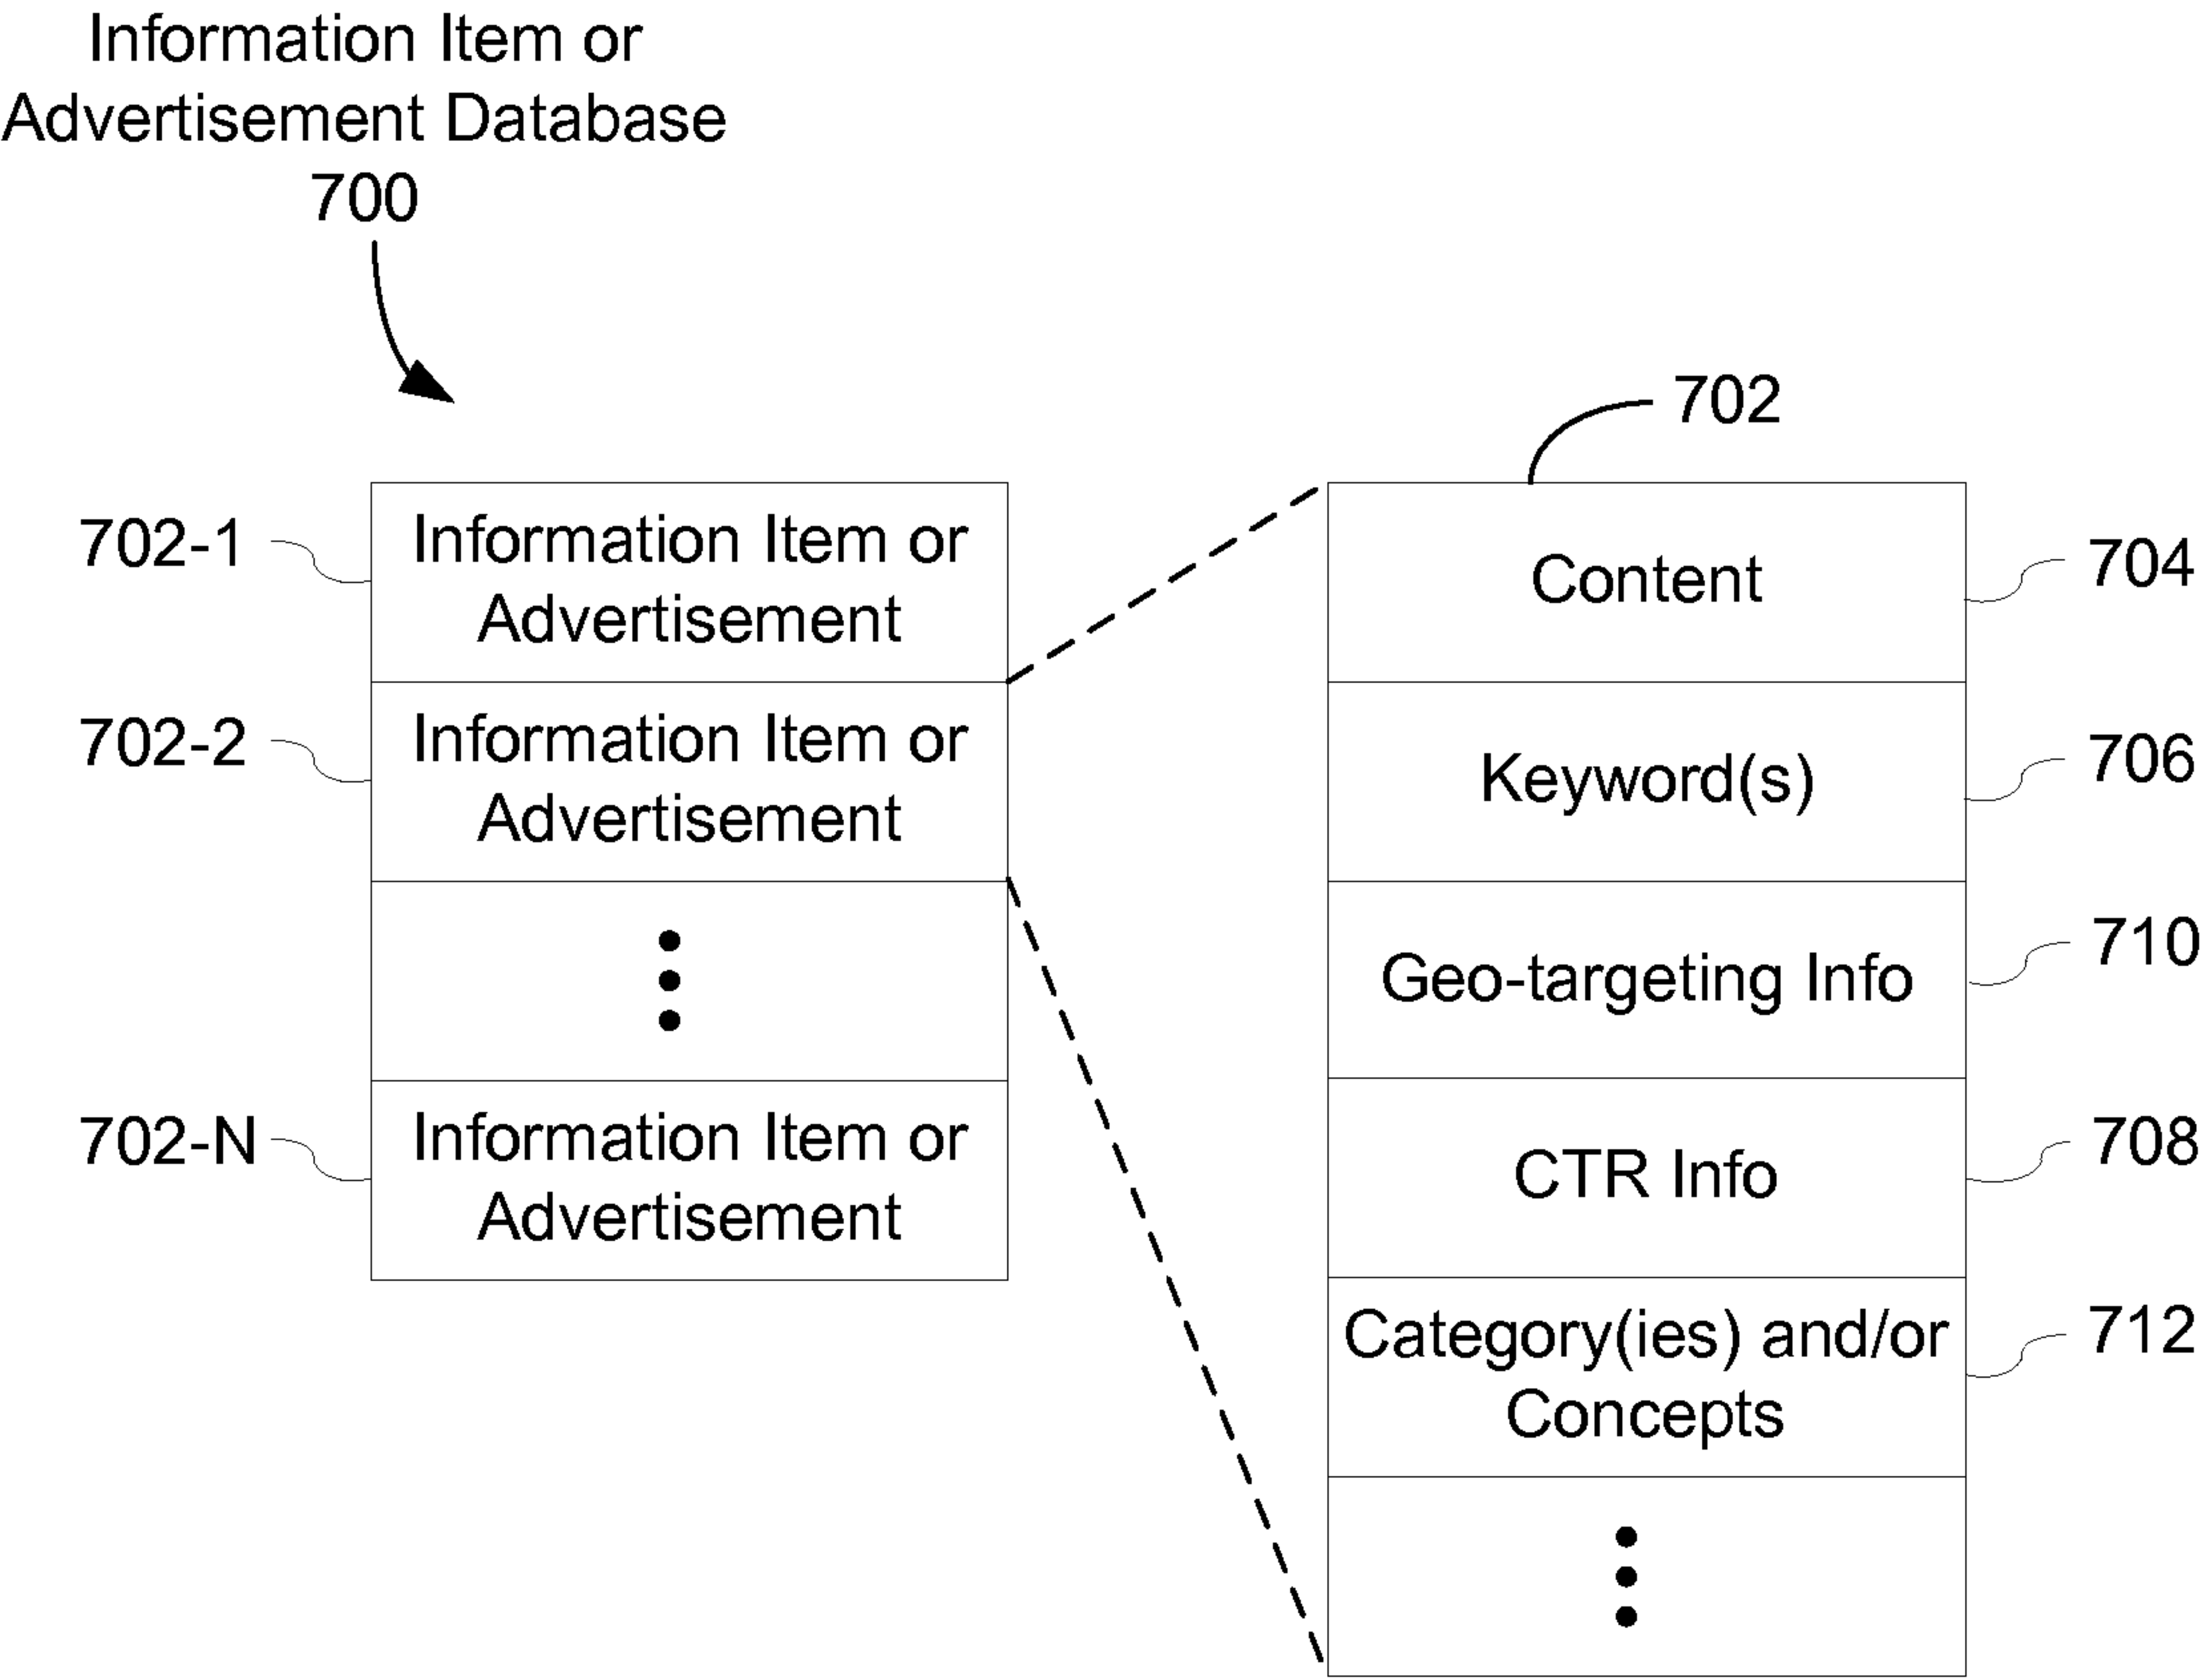 Information Item or
Advertisement Database
700
702
702-1
Information Item or
Advertisement
702-2
Information Item or
Advertisement
702-N
Information Item or
Advertisement
Content
704
Keyword(s)
706
Geo-targeting Info
710
CTR Info
708
Category(ies) and/or
Concepts
712